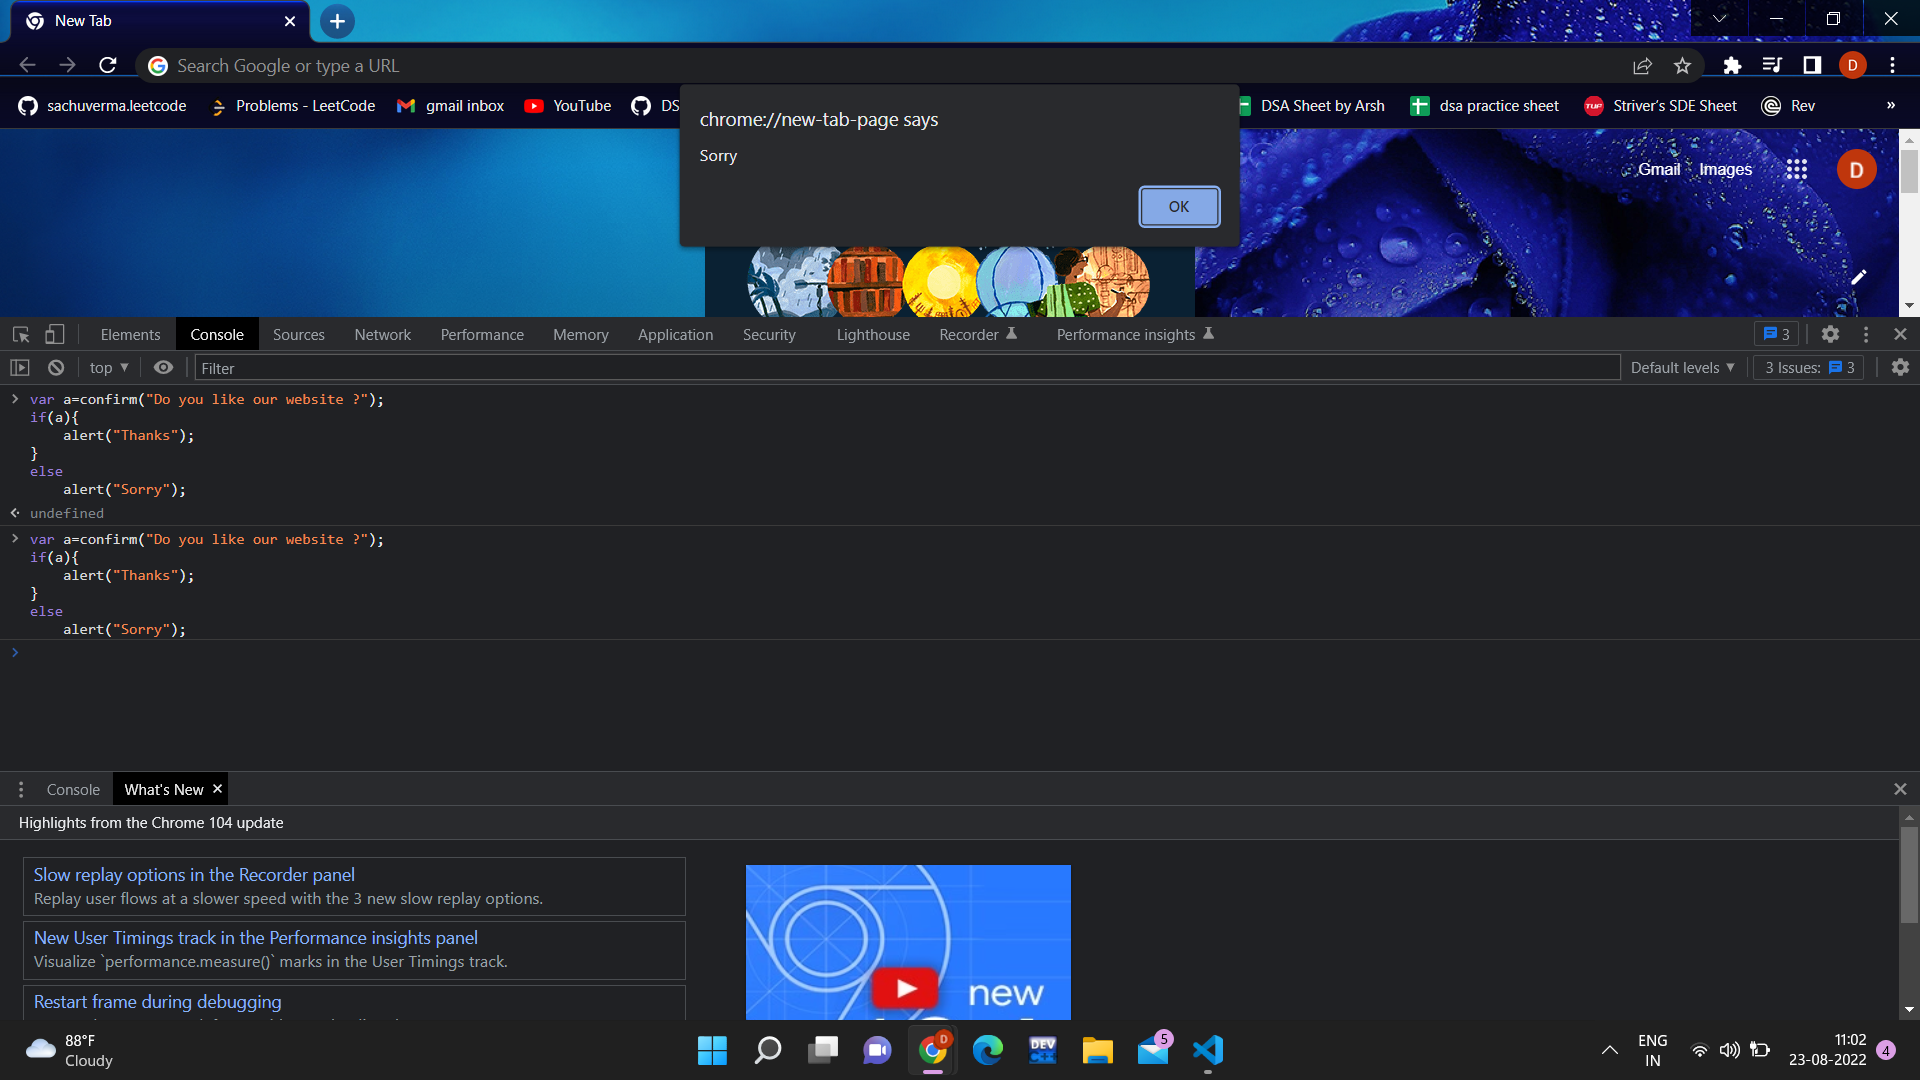 New Tab
Search Google or type a URL
D
sachuverma.leetcode
Problems - LeetCode
gmail inbox
YouTube
DS
DSA Sheet by Arsh
dsa practice sheet
TUF
Striver's SDE Sheet
Rev
»
chrome://new-tab-page says
Sorry
OK
Gmail
Images
D
Elements
Console
Sources
Network
Performance
Memory
Application
Security
Lighthouse
Recorder
Performance insights
3
top
Filter
Default levels
3 Issues:
3
var a=confirm("Do you like our website ?");
if(a){
alert("Thanks");
}
else
alert("Sorry");
undefined
var a=confirm("Do you like our website ?");
if(a){
alert("Thanks");
}
else
alert("Sorry");
Console
What's New
Highlights from the Chrome 104 update
Slow replay options in the Recorder panel
Replay user flows at a slower speed with the 3 new slow replay options.
New User Timings track in the Performance insights panel
Visualize `performance.measure()` marks in the User Timings track.
Restart frame during debugging
new
88°F
Cloudy
D
DEV
C++
5
ENG
IN
11:02
23-08-2022
4